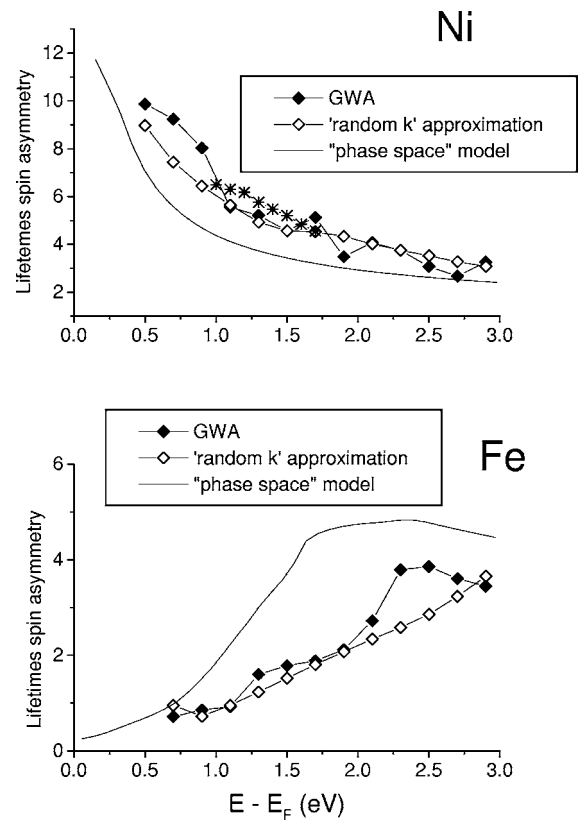 Ni
12
10
8
6
4
2
Lifetemes spin asymmetry
GWA
'random k' approximation
"phase space" model
0.0 0.5 1.0 1.5 2.0 2.5 3.0
Fe
6
4
2
0
Lifetimes spin asymmetry
GWA
'random k' approximation
"phase space" model
0.0 0.5 1.0 1.5 2.0 2.5 3.0
E - E_F (eV)